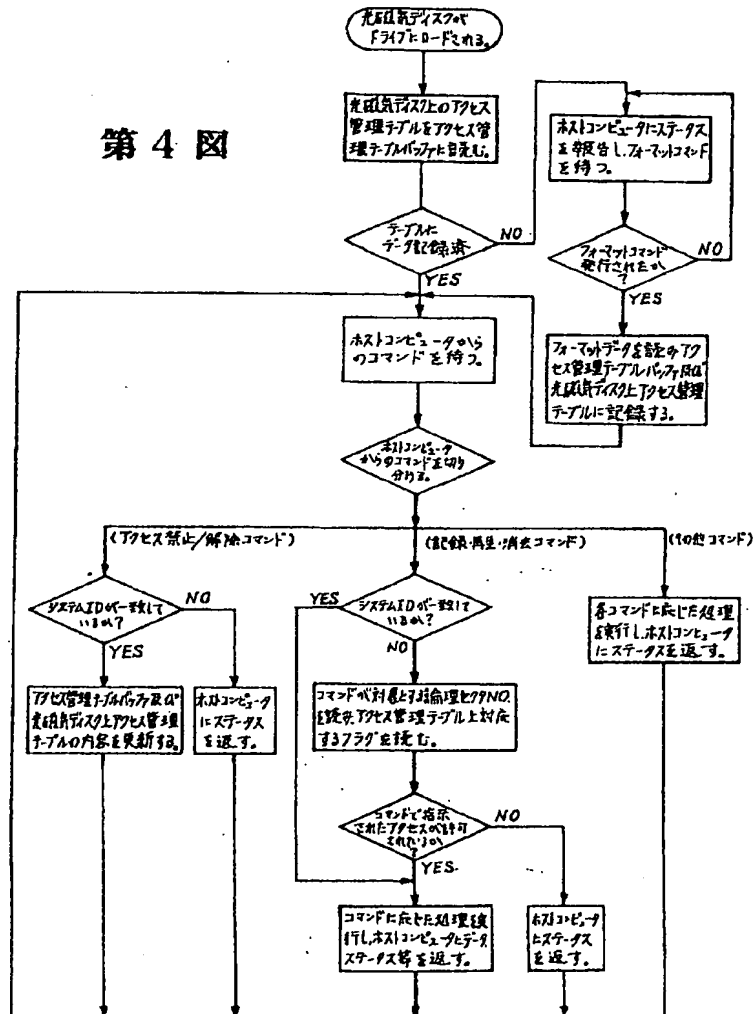 第4図
光磁気ディスクが
ドライブにロードされる。
光磁気ディスク上のアクセス
管理テーブルをアクセス管
理テーブルバッファに読む。
テーブルに
データ記録済
NO
YES
ホストコンピュータにステータス
を報告し、フォーマットコマンド
を待つ。
フォーマットコマンド
発行されたか
?
NO
YES
フォーマットデータを読みアク
セス管理テーブルバッファ及び
光磁気ディスク上アクセス管理
テーブルに記録する。
ホストコンピュータから
のコマンドを待つ。
ホストコンピュータ
からのコマンドを切り
分ける。
(アクセス禁止/解除コマンド)
(記録・再生・消去コマンド)
(その他コマンド)
システムIDが一致して
いるか?
NO
YES
アクセス管理テーブルバッファ及び
光磁気ディスク上アクセス管理
テーブルの内容を更新する。
ホストコンピュータ
にステータス
を返す。
YES
システムIDが一致して
いるか?
NO
コマンドが対象とする論理セクタNO.
を読み、アクセス管理テーブル上対応
するフラグを読む。
コマンドで指示
されたアクセスが許可
されているか
?
NO
YES.
コマンドに応じた処理を実
行し、ホストコンピュータにデータ、
ステータス等を返す。
ホストコンピュータ
にステータス
を返す。
各コマンドに応じた処理
を実行し、ホストコンピュータ
にステータスを返す。